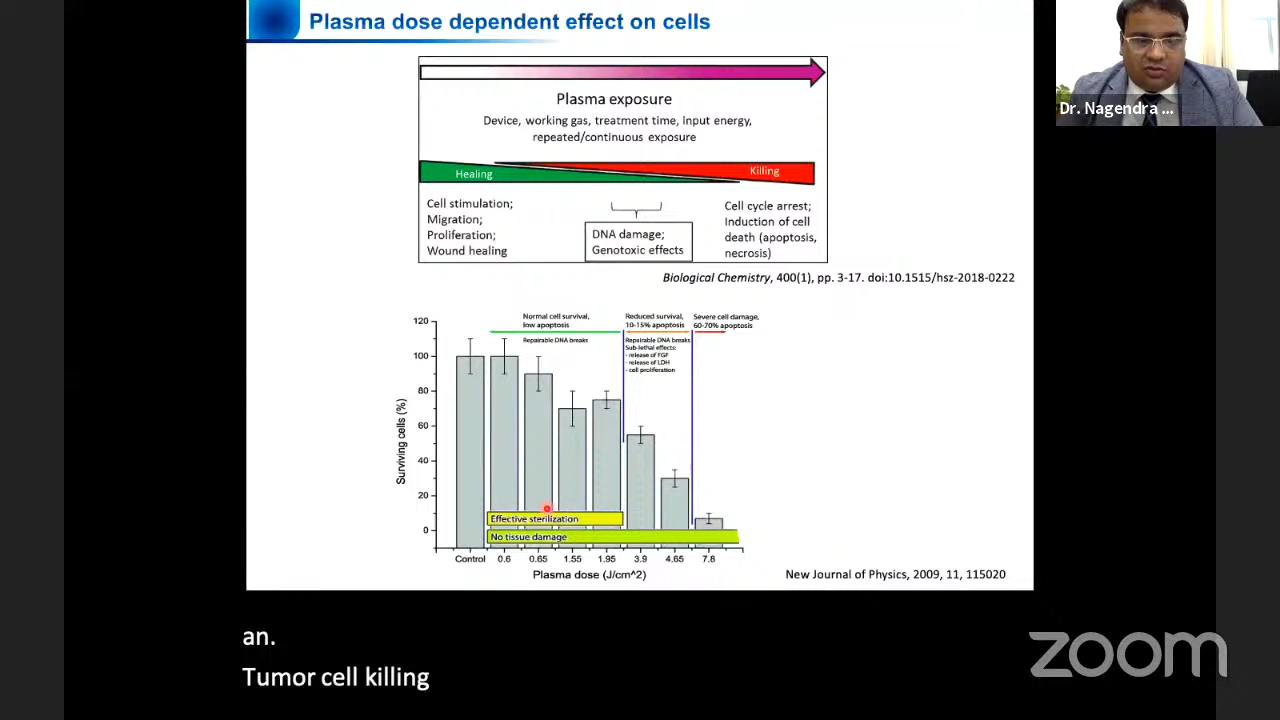 Plasma dose dependent effect on cells
Dr. Nagendra ...
Plasma exposure
Device, working gas, treatment time, input energy,
repeated/continuous exposure
Healing
Killing
Cell stimulation;
Migration;
Proliferation;
Wound healing
DNA damage;
Genotoxic effects
Cell cycle arrest;
Induction of cell
death (apoptosis,
necrosis)
Biological Chemistry, 400(1), pp. 3-17. doi:10.1515/hsz-2018-0222
Normal cell survival,
low apoptosis
Repairable DNA breaks
Reduced survival,
10-15% apoptosis
Repairable DNA breaks
Sub-lethal effects:
- release of FGF
- release of LDH
- cell proliferation
Severe cell damage,
60-70% apoptosis
Surviving cells (%)
120
100
80
60
40
20
0
Effective sterilization
No tissue damage
Control 0.6 0.65 1.55 1.95 3.9 4.65 7.8
Plasma dose (J/cm^2)
New Journal of Physics, 2009, 11, 115020
an.
Tumor cell killing
zoom